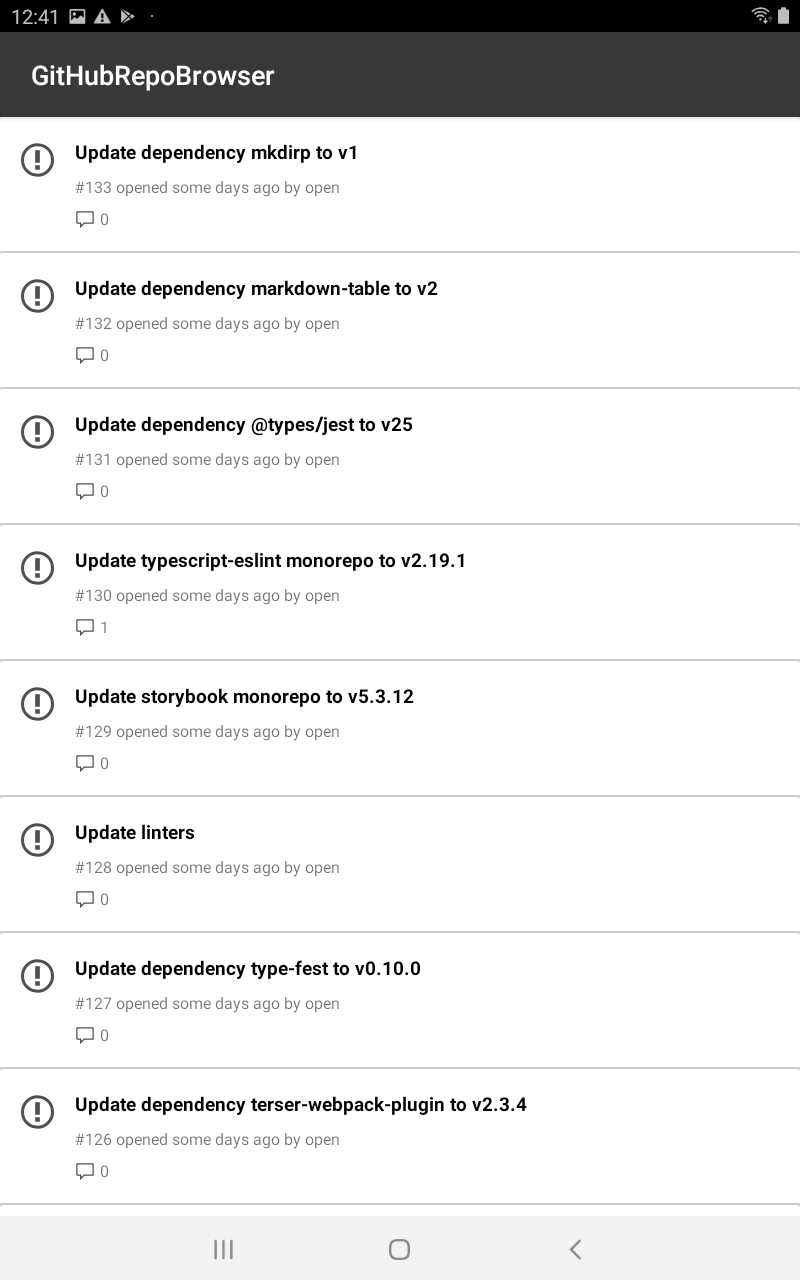 12:41
GitHubRepoBrowser
Update dependency mkdirp to v1
#133 opened some days ago by open
0
Update dependency markdown-table to v2
#132 opened some days ago by open
0
Update dependency @types/jest to v25
#131 opened some days ago by open
0
Update typescript-eslint monorepo to v2.19.1
#130 opened some days ago by open
1
Update storybook monorepo to v5.3.12
#129 opened some days ago by open
0
Update linters
#128 opened some days ago by open
0
Update dependency type-fest to v0.10.0
#127 opened some days ago by open
0
Update dependency terser-webpack-plugin to v2.3.4
#126 opened some days ago by open
0